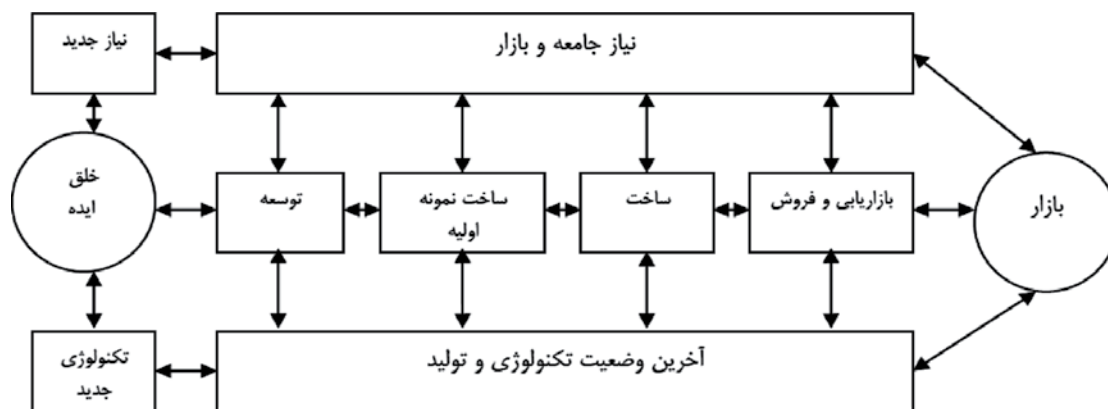 نیاز جدید
نیاز جامعه و بازار
خلق
ایده
توسعه
ساخت نمونه
اولیه
ساخت
بازاریابی و فروش
بازار
تکنولوژی
جدید
آخرین وضعیت تکنولوژی و تولید